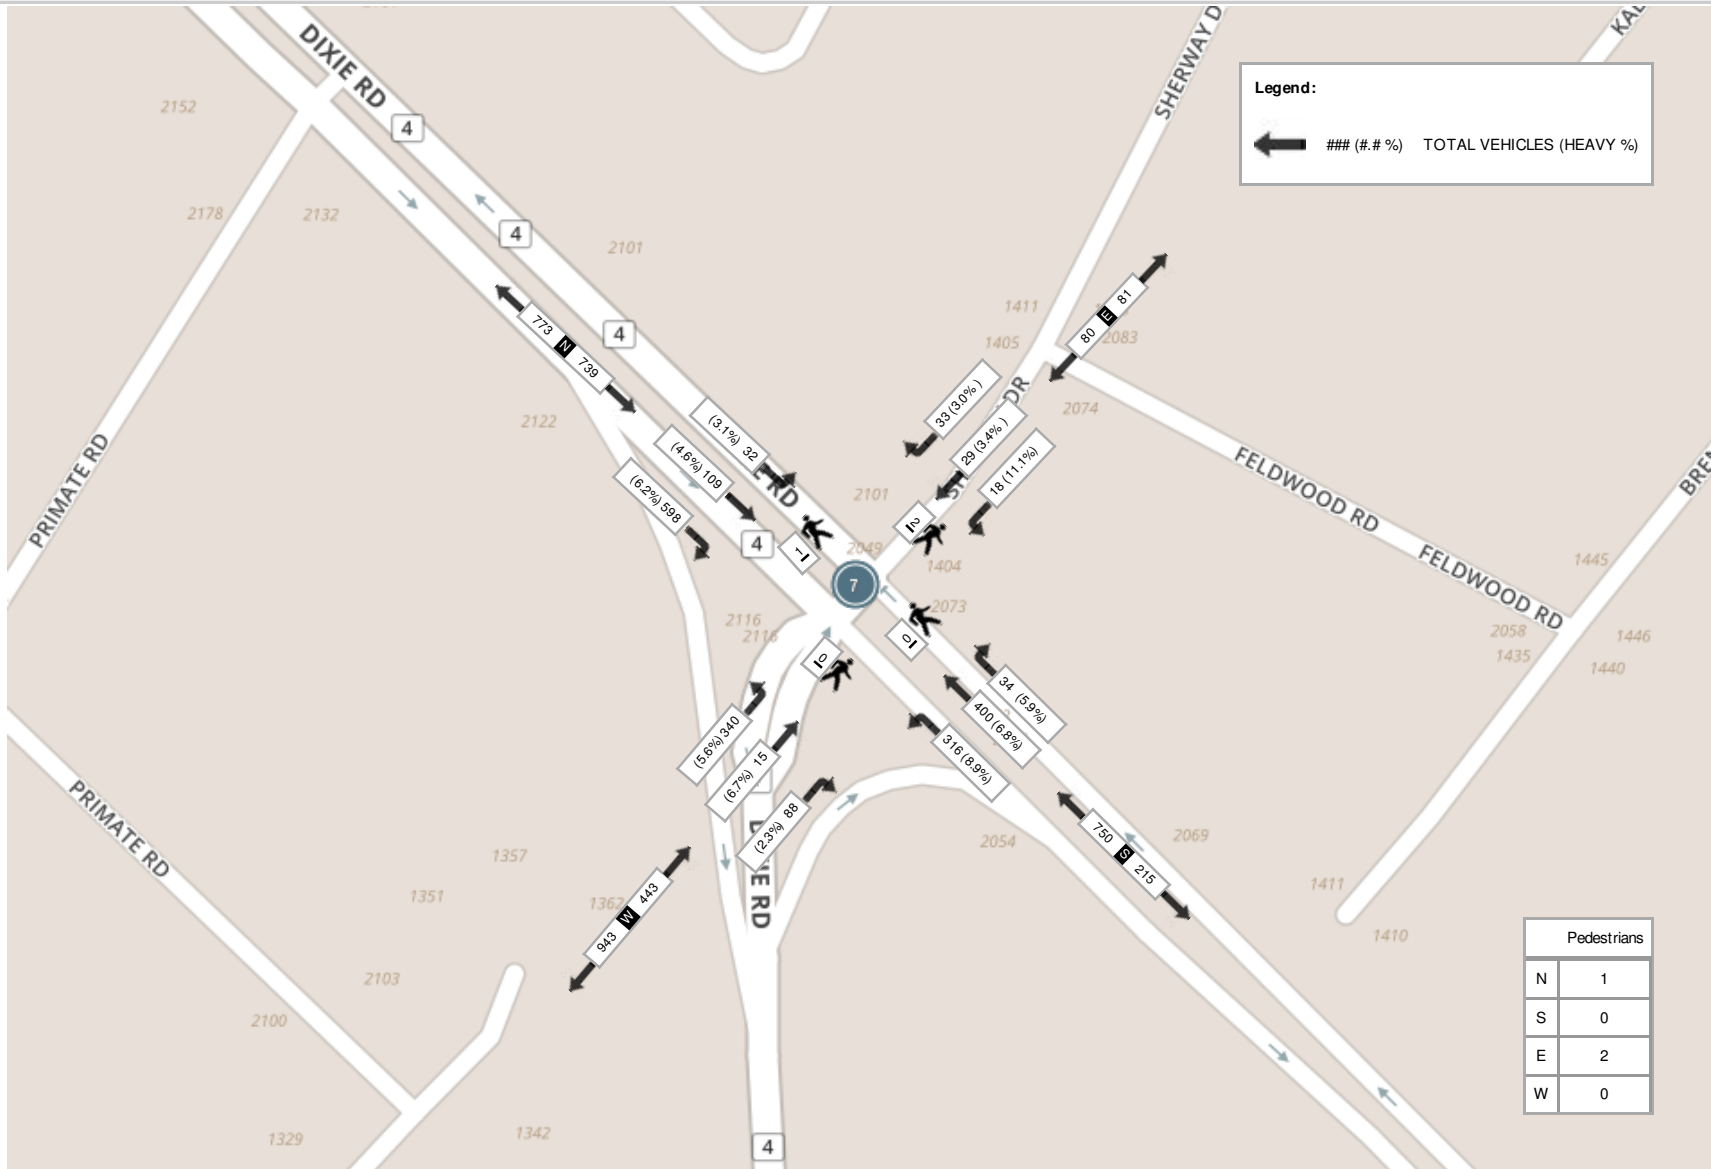 DIXIE RD
SHERWAY D
KAL
Legend:
### (#.# %) TOTAL VEHICLES (HEAVY %)
2152
4
2178
2132
4
2101
4
1411
2083
1405
773 N 739
80 E 81
2122
2074
(3.1%) 32
(4.6%) 109
(6.2%) 598
33 (3.0% )
29 (3.4% )
18 (11.1%)
DR
E RD
PRIMATE RD
FELDWOOD RD
BREN
2101
2
1
4
2049
1404
7
2073
0
0
2116
2116
FELDWOOD RD
1445
2058
1446
1435
1440
34 (5.9%)
400 (6.8%)
316 (8.9%)
(5.6%) 340
(6.7%) 15
(2.3%) 88
PRIMATE RD
2054
2069
750 S 215
1357
1351
1362
943 W 443
IE RD
1411
1410
2103
2100
1329
1342
4
Pedestrians
N 1
S 0
E 2
W 0